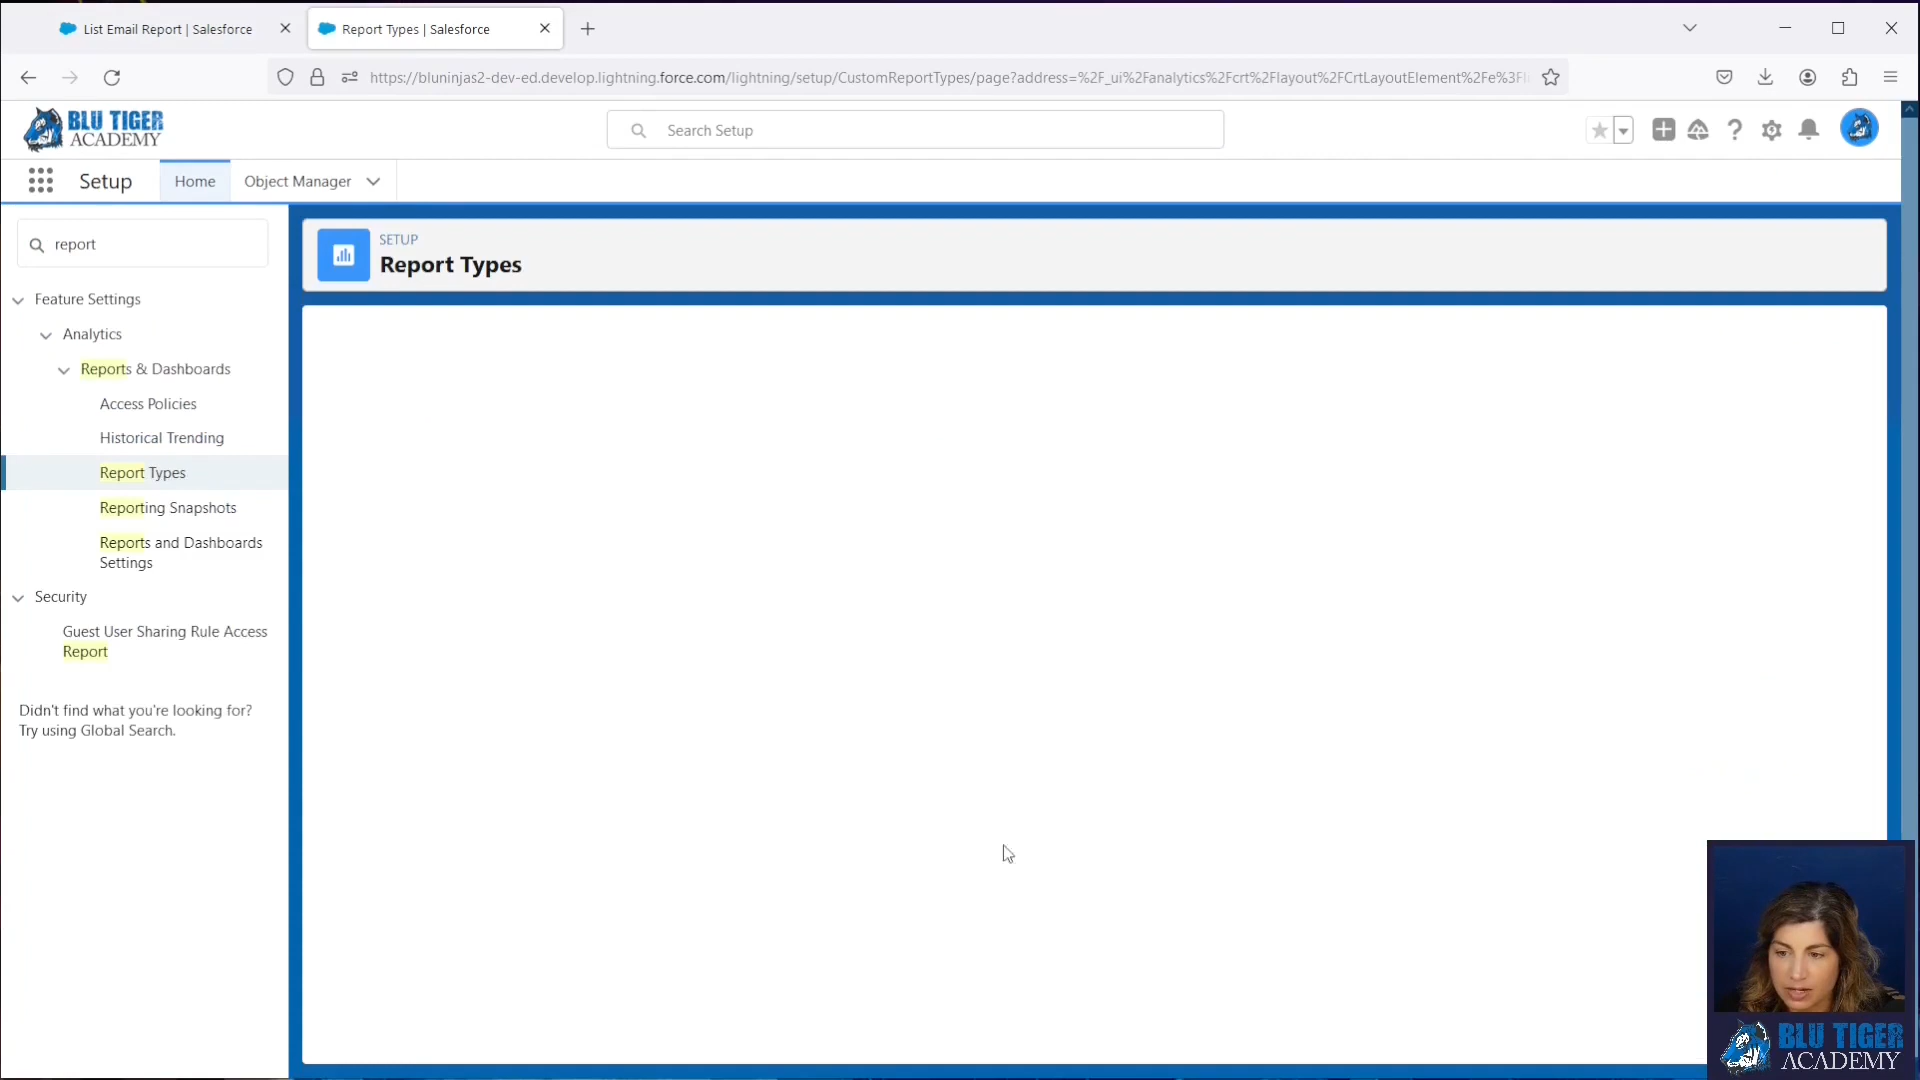 List Email Report | Salesforce
Report Types | Salesforce
https://bluninjas2-dev-ed.develop.lightning.force.com/lightning/setup/CustomReportTypes/page?address=%2F_ui%2Fanalytics%2Fcrt%2Flayout%2FCrtLayoutElement%2Fe%3F
BLU TIGER
ACADEMY
Search Setup
Setup
Home
Object Manager
report
SETUP
Report Types
Feature Settings
Analytics
Reports & Dashboards
Access Policies
Historical Trending
Report Types
Reporting Snapshots
Reports and Dashboards
Settings
Security
Guest User Sharing Rule Access
Report
Didn't find what you're looking for?
Try using Global Search.
BLU TIGER
ACADEMY